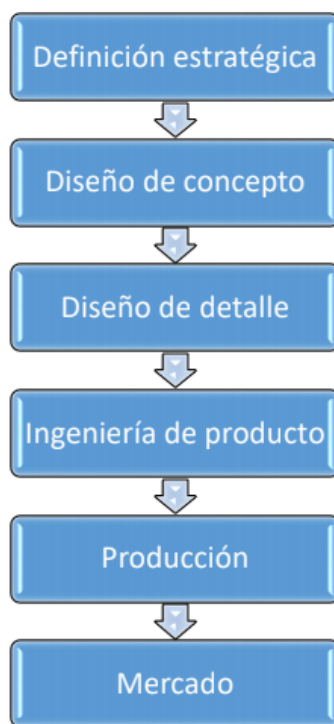 Definición estratégica
Diseño de concepto
Diseño de detalle
Ingeniería de producto
Producción
Mercado